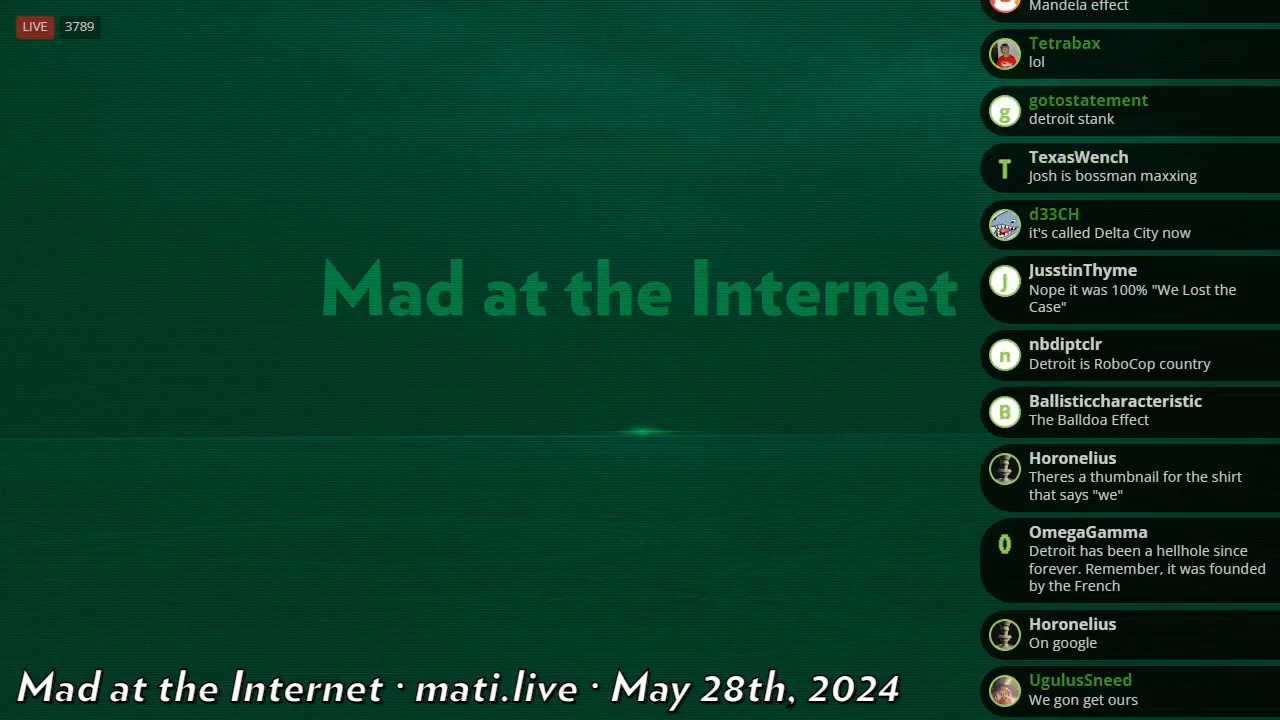 LIVE 3789
Mandela effect
Tetrabax
lol
g
gotostatement
detroit stank
T
TexasWench
Josh is bossman maxxing
d33CH
it's called Delta City now
J
JusstinThyme
Nope it was 100% "We Lost the
Case"
n
nbdiptclr
Detroit is RoboCop country
B
Ballisticcharacteristic
The Balldoa Effect
Horonelius
Theres a thumbnail for the shirt
that says "we"
O
OmegaGamma
Detroit has been a hellhole since
forever. Remember, it was founded
by the French
Horonelius
On google
UgulusSneed
We gon get ours
Mad at the Internet
Mad at the Internet · mati.live · May 28th, 2024